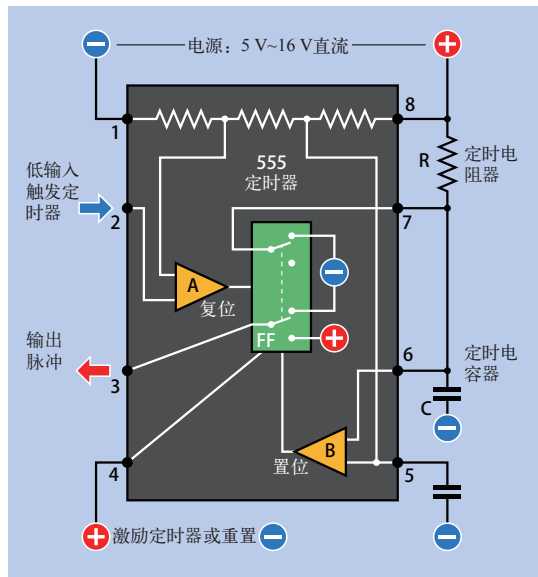 电源：5 V~16 V直流
1
8
555
定时器
R
定时电
阻器
低输入
触发定
时器
2
7
A
复位
FF
输出
脉冲
3
6
定时电
容器
C
B
置位
4
5
激励定时器或重置